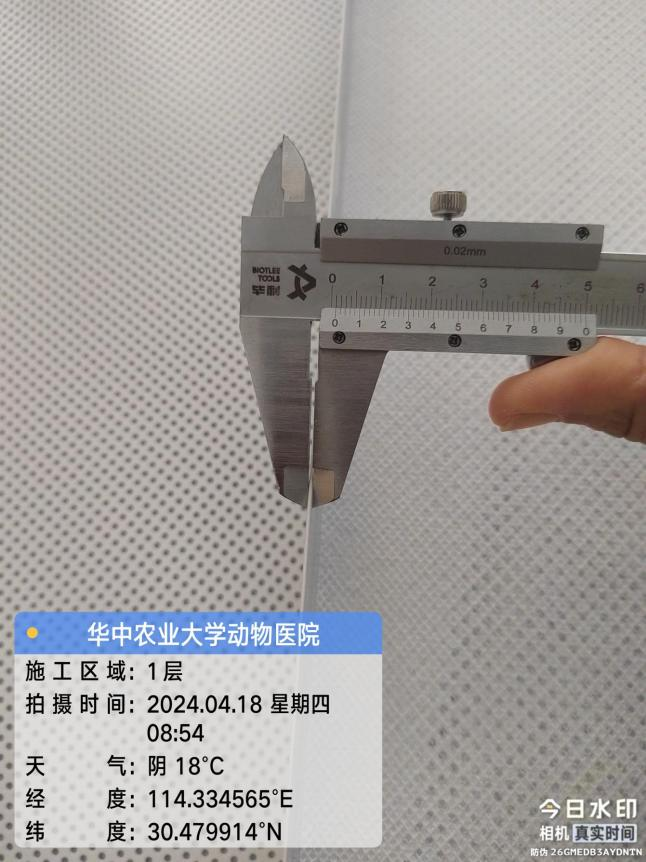 0.02mm
BIOTLEE
TOOLS
0 1 2 3 4 5 6
0 1 2 3 4 5 6 7 8 9 0
华中农业大学动物医院
施工区域：1层
拍摄时间：2024.04.18 星期四
08:54
天气：阴 18℃
经度：114.334565°E
纬度：30.479914°N
今日水印
相机 真实时间
防伪 26GMEDB3AYDNTN